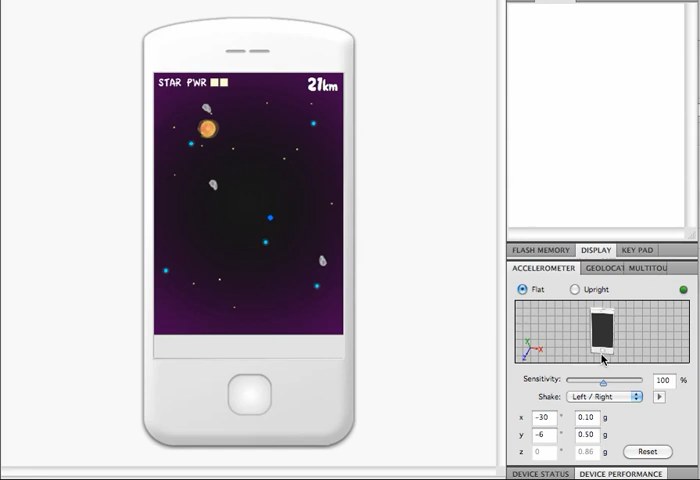 STAR PWR
21km
FLASH MEMORY DISPLAY KEY PAD
ACCELEROMETER GEOLOCAT MULTITOU
Flat Upright
Y
X
Z
Sensitivity: 100 %
Shake: Left / Right
x -30 ° 0.10 g
y -6 ° 0.50 g
z 0 ° 0.86 g Reset
DEVICE STATUS DEVICE PERFORMANCE